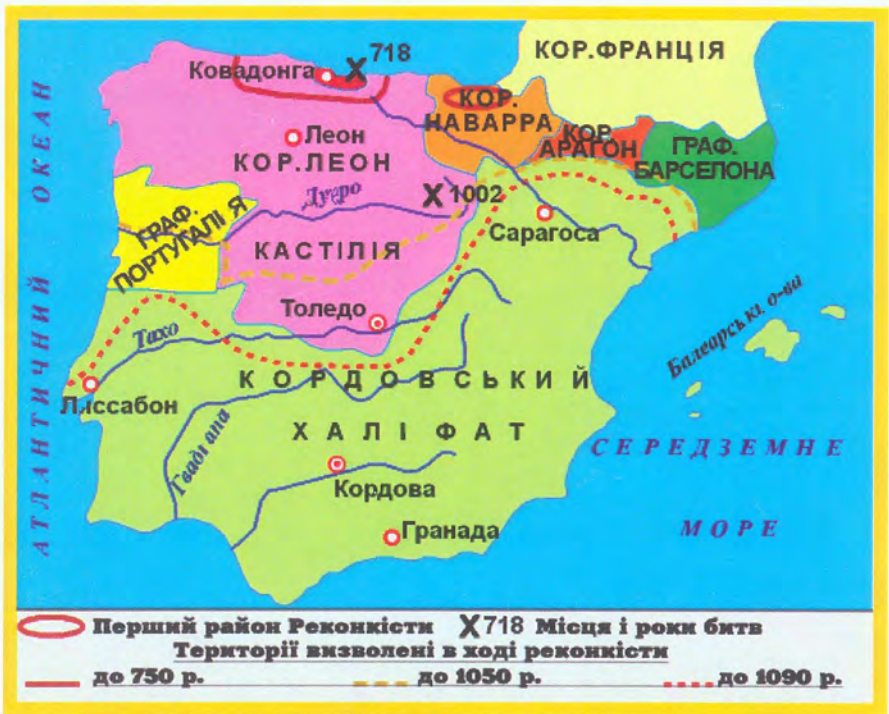 АТЛАНТИЧНИЙ ОКЕАН
718
Ковадонга
КОР.ФРАНЦІЯ
КОР.
НАВАРРА
КОР.
АРАГОН
ГРАФ.
БАРСЕЛОНА
Леон
КОР.ЛЕОН
Дуеро
1002
ГРАФ.
ПОРТУГАЛІЯ
КАСТІЛІЯ
Сарагоса
Толедо
Тахо
Балеарські о-ви
Ліссабон
КОРДОВСЬКИЙ
ХАЛІФАТ
Гвадіана
Кордова
Гранада
СЕРЕДЗЕМНЕ
МОРЕ
Перший район Реконкісти X718 Місця і роки битв
Території визволені в ході реконкісти
до 750 р. до 1050 р. до 1090 р.